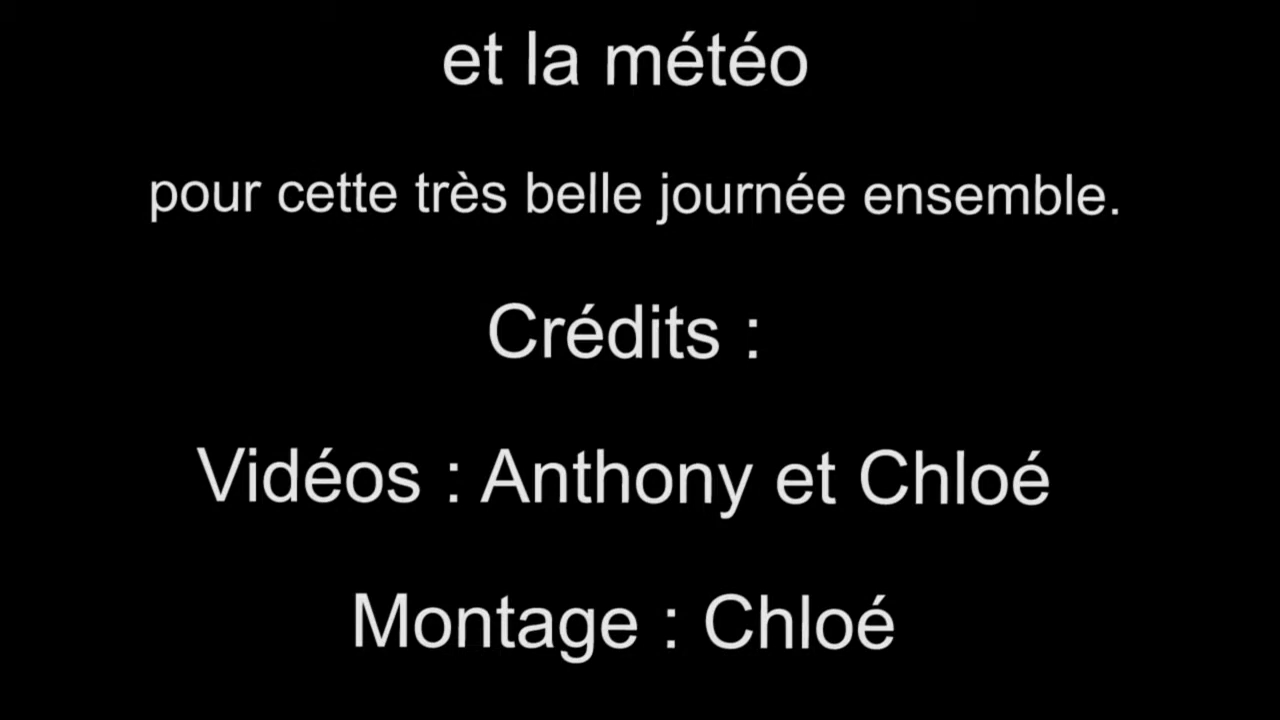 et la météo
pour cette très belle journée ensemble.
Crédits :
Vidéos : Anthony et Chloé
Montage : Chloé